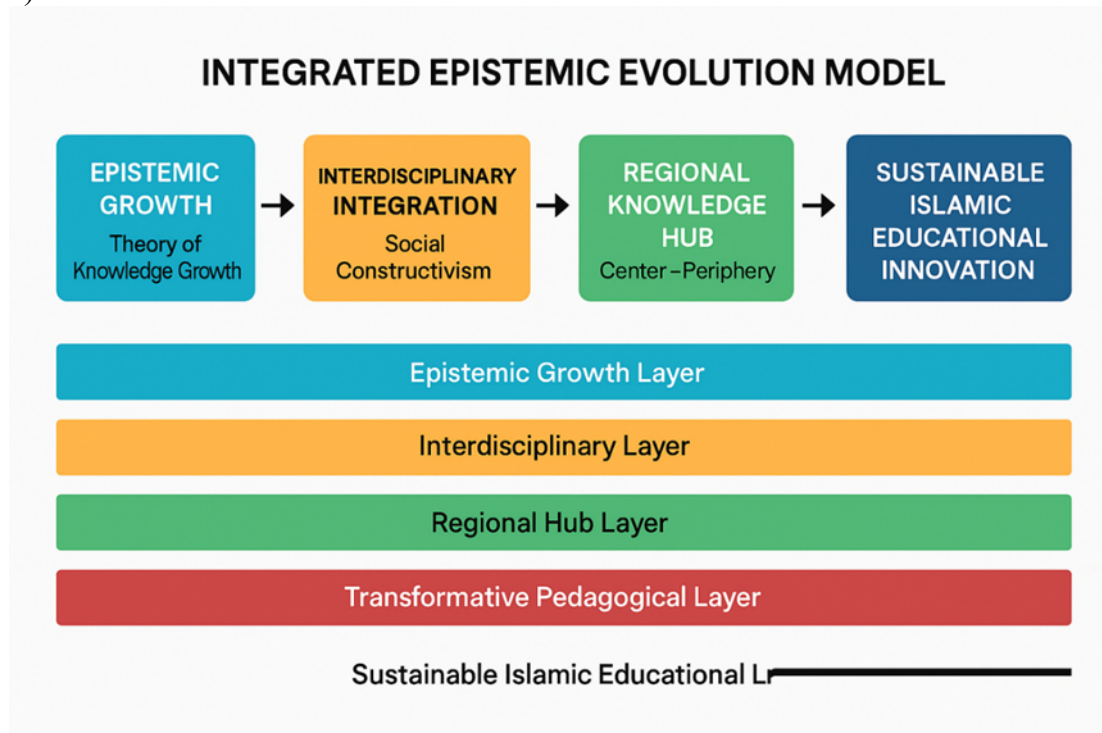 INTEGRATED EPISTEMIC EVOLUTION MODEL
EPISTEMIC
GROWTH
Theory of
Knowledge Growth
INTERDISCIPLINARY
INTEGRATION
Social
Constructivism
REGIONAL
KNOWLEDGE
HUB
Center–Periphery
SUSTAINABLE
ISLAMIC
EDUCATIONAL
INNOVATION
Epistemic Growth Layer
Interdisciplinary Layer
Regional Hub Layer
Transformative Pedagogical Layer
Sustainable Islamic Educational